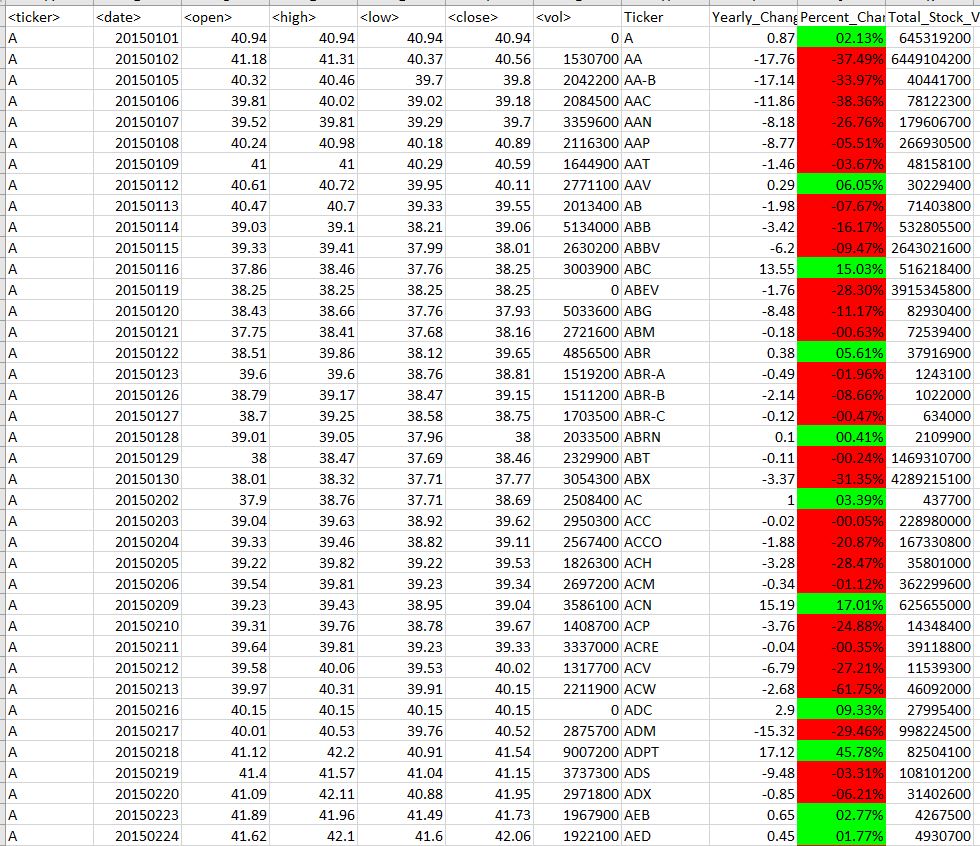 <ticker> <date> <open> <high> <low> <close> <vol> Ticker Yearly_Chang Percent_Chan Total_Stock_V
A 20150101 40.94 40.94 40.94 40.94 0 A 0.87 02.13% 645319200
A 20150102 41.18 41.31 40.37 40.56 1530700 AA -17.76 -37.49% 6449104200
A 20150105 40.32 40.46 39.7 39.8 2042200 AA-B -17.14 -33.97% 40441700
A 20150106 39.81 40.02 39.02 39.18 2084500 AAC -11.86 -38.36% 78122300
A 20150107 39.52 39.81 39.29 39.7 3359600 AAN -8.18 -26.76% 179606700
A 20150108 40.24 40.98 40.18 40.89 2116300 AAP -8.77 -05.51% 266930500
A 20150109 41 41 40.29 40.59 1644900 AAT -1.46 -03.67% 48158100
A 20150112 40.61 40.72 39.95 40.11 2771100 AAV 0.29 06.05% 30229400
A 20150113 40.47 40.7 39.33 39.55 2013400 AB -1.98 -07.67% 71403800
A 20150114 39.03 39.1 38.21 39.06 5134000 ABB -3.42 -16.17% 532805500
A 20150115 39.33 39.41 37.99 38.01 2630200 ABBV -6.2 -09.47% 2643021600
A 20150116 37.86 38.46 37.76 38.25 3003900 ABC 13.55 15.03% 516218400
A 20150119 38.25 38.25 38.25 38.25 0 ABEV -1.76 -28.30% 3915345800
A 20150120 38.43 38.66 37.76 37.93 5033600 ABG -8.48 -11.17% 82930400
A 20150121 37.75 38.41 37.68 38.16 2721600 ABM -0.18 -00.63% 72539400
A 20150122 38.51 39.86 38.12 39.65 4856500 ABR 0.38 05.61% 37916900
A 20150123 39.6 39.6 38.76 38.81 1519200 ABR-A -0.49 -01.96% 1243100
A 20150126 38.79 39.17 38.47 39.15 1511200 ABR-B -2.14 -08.66% 1022000
A 20150127 38.7 39.25 38.58 38.75 1703500 ABR-C -0.12 -00.47% 634000
A 20150128 39.01 39.05 37.96 38 2033500 ABRN 0.1 00.41% 2109900
A 20150129 38 38.47 37.69 38.46 2329900 ABT -0.11 -00.24% 1469310700
A 20150130 38.01 38.32 37.71 37.77 3054300 ABX -3.37 -31.35% 4289215100
A 20150202 37.9 38.76 37.71 38.69 2508400 AC 1 03.39% 437700
A 20150203 39.04 39.63 38.92 39.62 2950300 ACC -0.02 -00.05% 228980000
A 20150204 39.33 39.46 38.82 39.11 2567400 ACCO -1.88 -20.87% 167330800
A 20150205 39.22 39.82 39.22 39.53 1826300 ACH -3.28 -28.47% 35801000
A 20150206 39.54 39.81 39.23 39.34 2697200 ACM -0.34 -01.12% 362299600
A 20150209 39.23 39.43 38.95 39.04 3586100 ACN 15.19 17.01% 625655000
A 20150210 39.31 39.76 38.78 39.67 1408700 ACP -3.76 -24.88% 14348400
A 20150211 39.64 39.81 39.23 39.33 3337000 ACRE -0.04 -00.35% 39118800
A 20150212 39.58 40.06 39.53 40.02 1317700 ACV -6.79 -27.21% 11539300
A 20150213 39.97 40.31 39.91 40.15 2211900 ACW -2.68 -61.75% 46092000
A 20150216 40.15 40.15 40.15 40.15 0 ADC 2.9 09.33% 27995400
A 20150217 40.01 40.53 39.76 40.52 2875700 ADM -15.32 -29.46% 998224500
A 20150218 41.12 42.2 40.91 41.54 9007200 ADPT 17.12 45.78% 82504100
A 20150219 41.4 41.57 41.04 41.15 3737300 ADS -9.48 -03.31% 108101200
A 20150220 41.09 42.11 40.88 41.95 2971800 ADX -0.85 -06.21% 31402600
A 20150223 41.89 41.96 41.49 41.73 1967900 AEB 0.65 02.77% 4267500
A 20150224 41.62 42.1 41.6 42.06 1922100 AED 0.45 01.77% 4930700